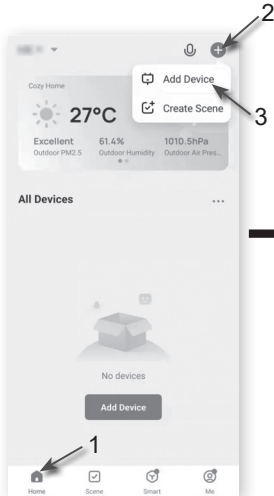 2
Add Device
Create Scene
3
Cozy Home
27°C
Excellent 61.4% 1010.5hPa
Outdoor PM2.5 Outdoor Humidity Outdoor Air Pres...
All Devices ...
No devices
Add Device
1
Home Scene Smart Me